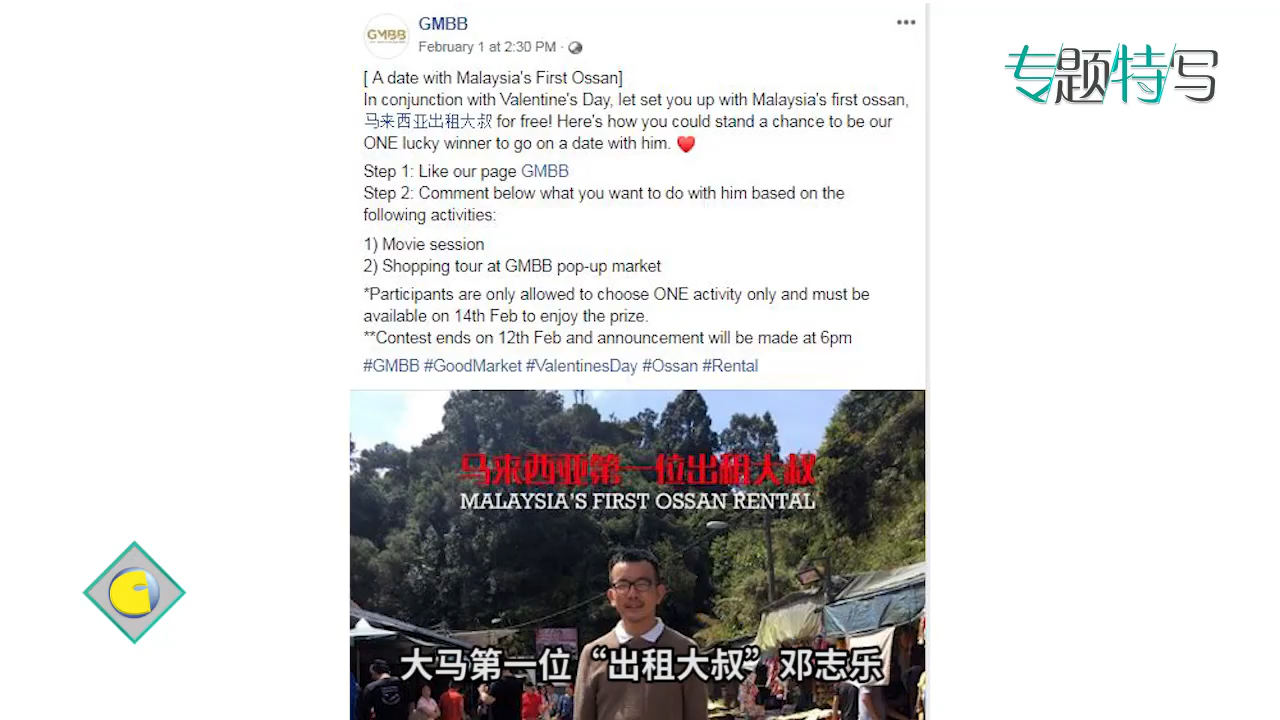 GMBB
GMBB
February 1 at 2:30 PM ·
专题特写
[ A date with Malaysia's First Ossan]
In conjunction with Valentine's Day, let set you up with Malaysia's first ossan,
马来西亚出租大叔 for free! Here's how you could stand a chance to be our
ONE lucky winner to go on a date with him.
Step 1: Like our page GMBB
Step 2: Comment below what you want to do with him based on the
following activities:
1) Movie session
2) Shopping tour at GMBB pop-up market
*Participants are only allowed to choose ONE activity only and must be
available on 14th Feb to enjoy the prize.
**Contest ends on 12th Feb and announcement will be made at 6pm
#GMBB #GoodMarket #ValentinesDay #Ossan #Rental
马来西亚第一位出租大叔
MALAYSIA'S FIRST OSSAN RENTAL
大马第一位“出租大叔”邓志乐